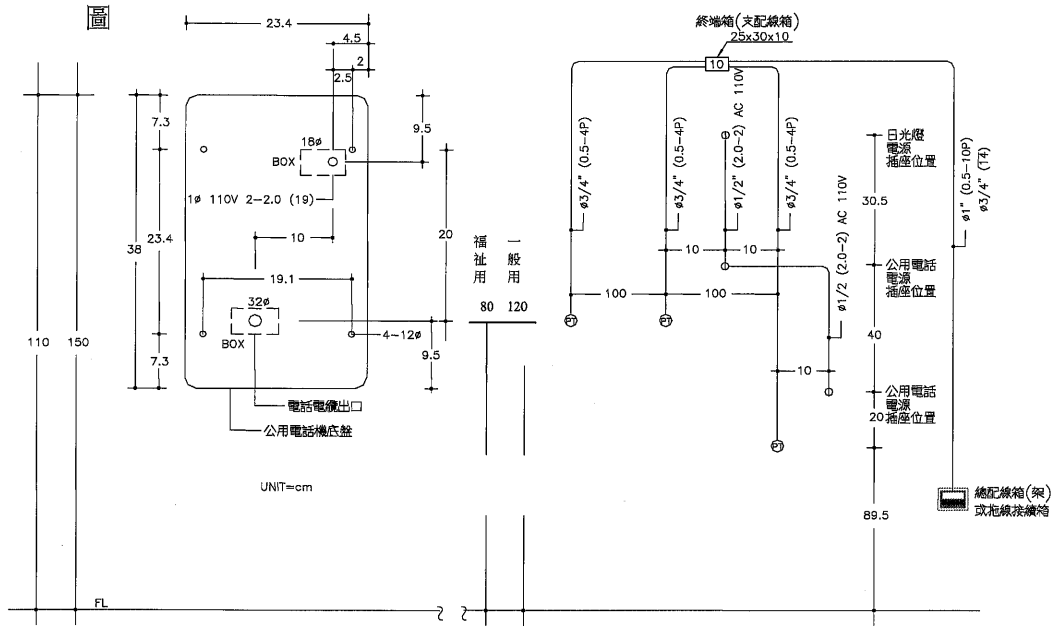 圖
23.4
4.5
2
2.5
7.3
9.5
18ø
BOX
1ø 110V 2-2.0 (19)
38
23.4
10
20
19.1
32ø
BOX
4-12ø
110
150
7.3
9.5
電話電纜出口
公用電話機底盤
UNIT=cm
FL
福祉用
一般用
80
120
終端箱(支配線箱)
25x30x10
10
ø3/4" (0.5-4P)
ø3/4" (0.5-4P)
ø1/2" (2.0-2) AC 110V
ø3/4" (0.5-4P)
ø1/2 (2.0-2) AC 110V
ø1" (0.5-10P)
ø3/4" (14)
日光燈
電源
插座位置
30.5
10
10
公用電話
電源
插座位置
100
100
PT
PT
40
10
公用電話
電源
插座位置
20
PT
89.5
總配線箱(架)
或拖線接續箱